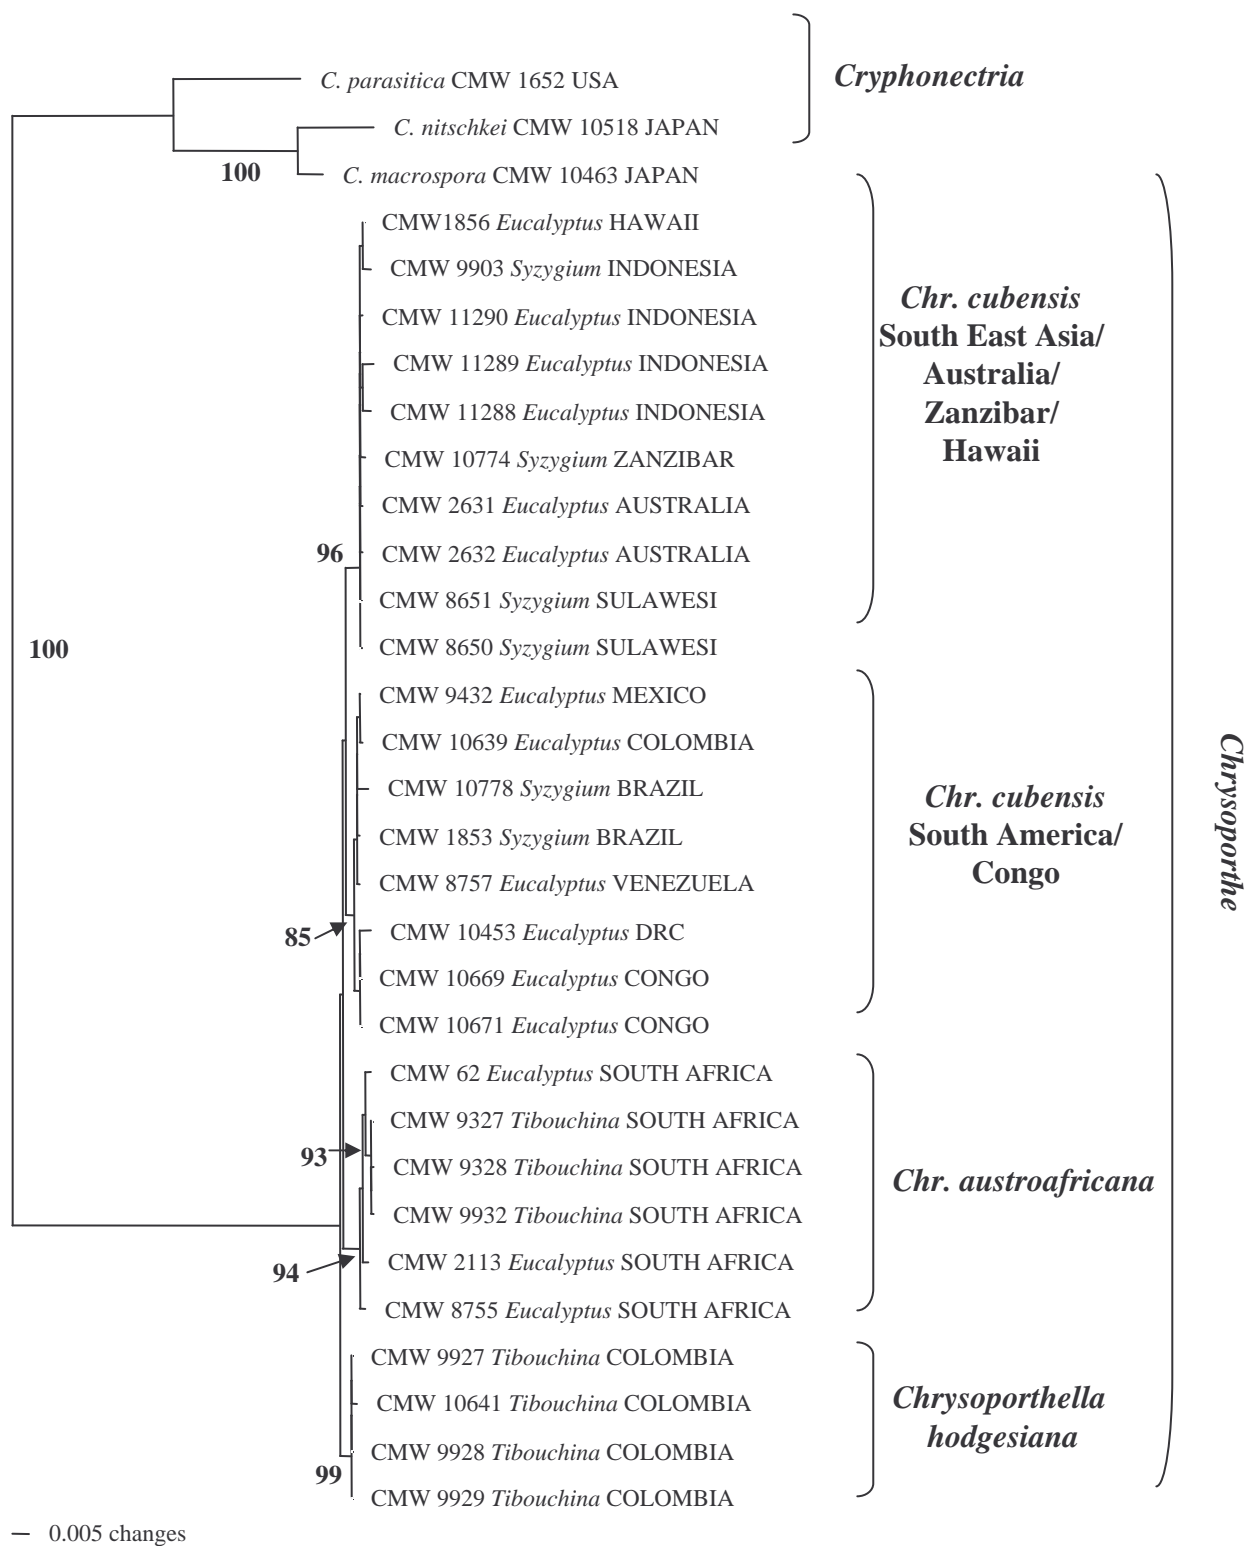 C. parasitica CMW 1652 USA
Cryphonectria
C. nitschkei CMW 10518 JAPAN
100
C. macrospora CMW 10463 JAPAN
CMW1856 Eucalyptus HAWAII
CMW 9903 Syzygium INDONESIA
CMW 11290 Eucalyptus INDONESIA
CMW 11289 Eucalyptus INDONESIA
CMW 11288 Eucalyptus INDONESIA
CMW 10774 Syzygium ZANZIBAR
CMW 2631 Eucalyptus AUSTRALIA
CMW 2632 Eucalyptus AUSTRALIA
CMW 8651 Syzygium SULAWESI
CMW 8650 Syzygium SULAWESI
Chr. cubensis
South East Asia/
Australia/
Zanzibar/
Hawaii
96
100
CMW 9432 Eucalyptus MEXICO
CMW 10639 Eucalyptus COLOMBIA
CMW 10778 Syzygium BRAZIL
CMW 1853 Syzygium BRAZIL
CMW 8757 Eucalyptus VENEZUELA
CMW 10453 Eucalyptus DRC
CMW 10669 Eucalyptus CONGO
CMW 10671 Eucalyptus CONGO
Chr. cubensis
South America/
Congo
Chrysoporthe
85
CMW 62 Eucalyptus SOUTH AFRICA
CMW 9327 Tibouchina SOUTH AFRICA
CMW 9328 Tibouchina SOUTH AFRICA
CMW 9932 Tibouchina SOUTH AFRICA
CMW 2113 Eucalyptus SOUTH AFRICA
CMW 8755 Eucalyptus SOUTH AFRICA
Chr. austroafricana
93
94
CMW 9927 Tibouchina COLOMBIA
CMW 10641 Tibouchina COLOMBIA
CMW 9928 Tibouchina COLOMBIA
CMW 9929 Tibouchina COLOMBIA
Chrysoporthella
hodgesiana
99
0.005 changes